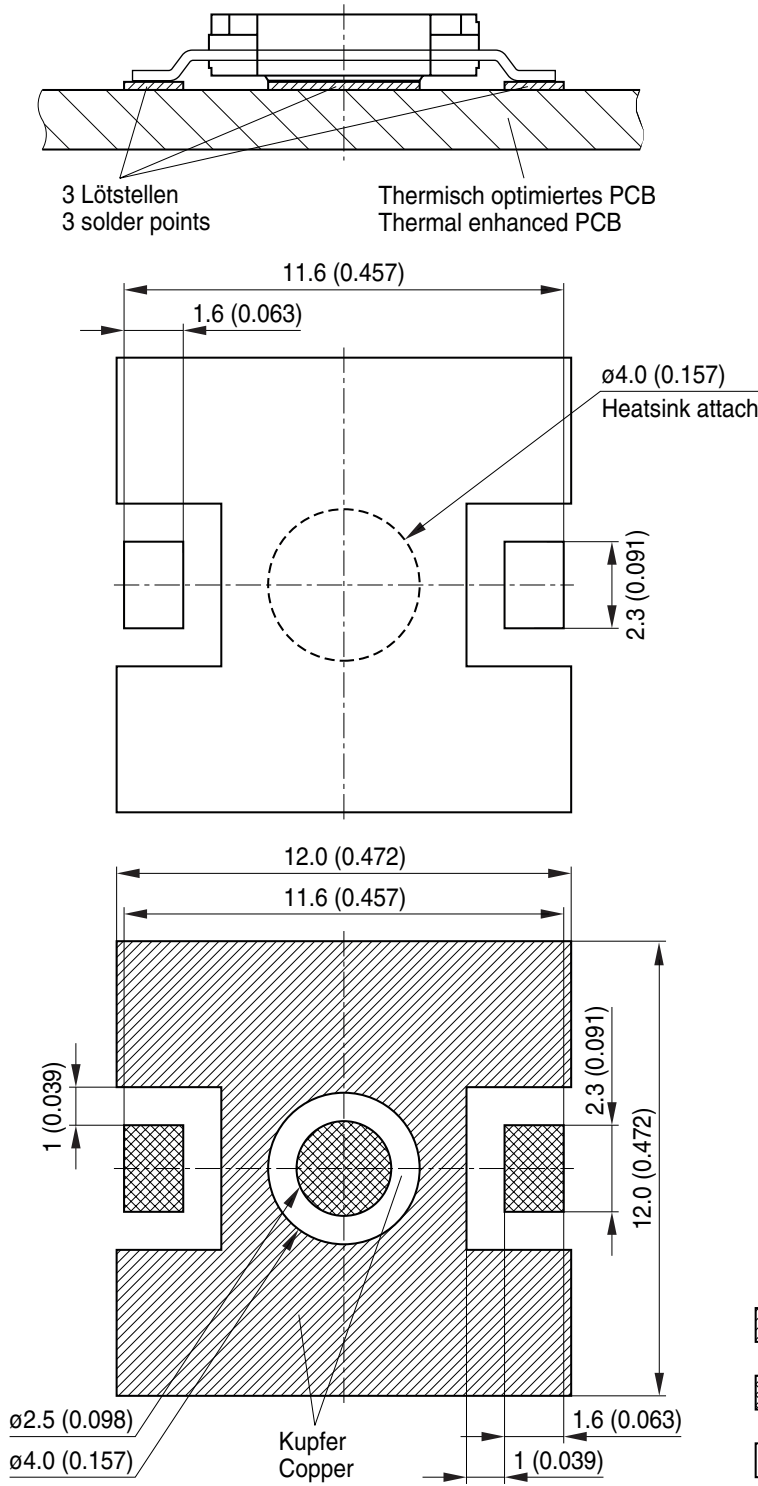 3 Lötstellen
3 solder points
Thermisch optimiertes PCB
Thermal enhanced PCB
11.6 (0.457)
1.6 (0.063)
ø4.0 (0.157)
Heatsink attach
2.3 (0.091)
12.0 (0.472)
11.6 (0.457)
1 (0.039)
2.3 (0.091)
12.0 (0.472)
ø2.5 (0.098)
ø4.0 (0.157)
Kupfer
Copper
1.6 (0.063)
1 (0.039)